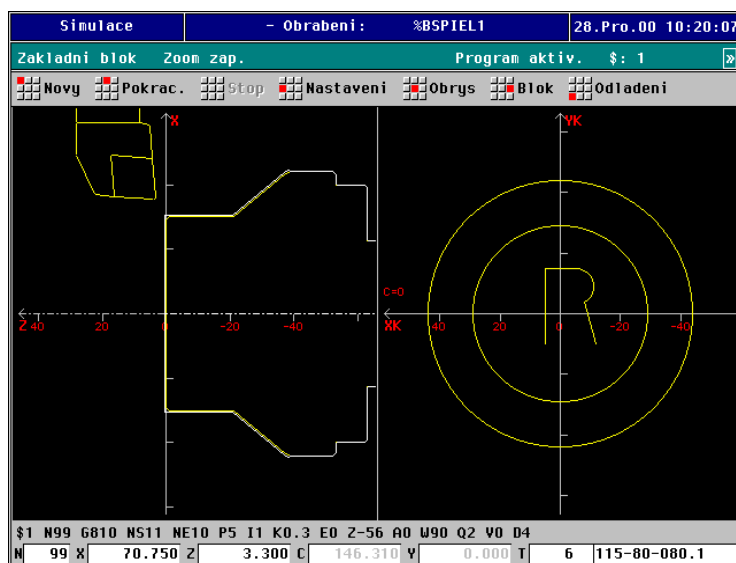 Simulace - Obrabeni: %BSPIEL1 28.Pro.00 10:20:07
Zakladni blok Zoom zap. Program aktiv. $: 1 »
Novy Pokrac. Stop Nastaveni Obrys Blok Odladeni
X YK
C=0
Z 40 20 0 -20 -40 XK 40 20 0 -20 -40
$1 N99 G810 NS11 NE10 P5 I1 K0.3 E0 Z-56 A0 W90 Q2 V0 D4
N 99 X 70.750 Z 3.300 C 146.310 Y 0.000 T 6 115-80-080.1